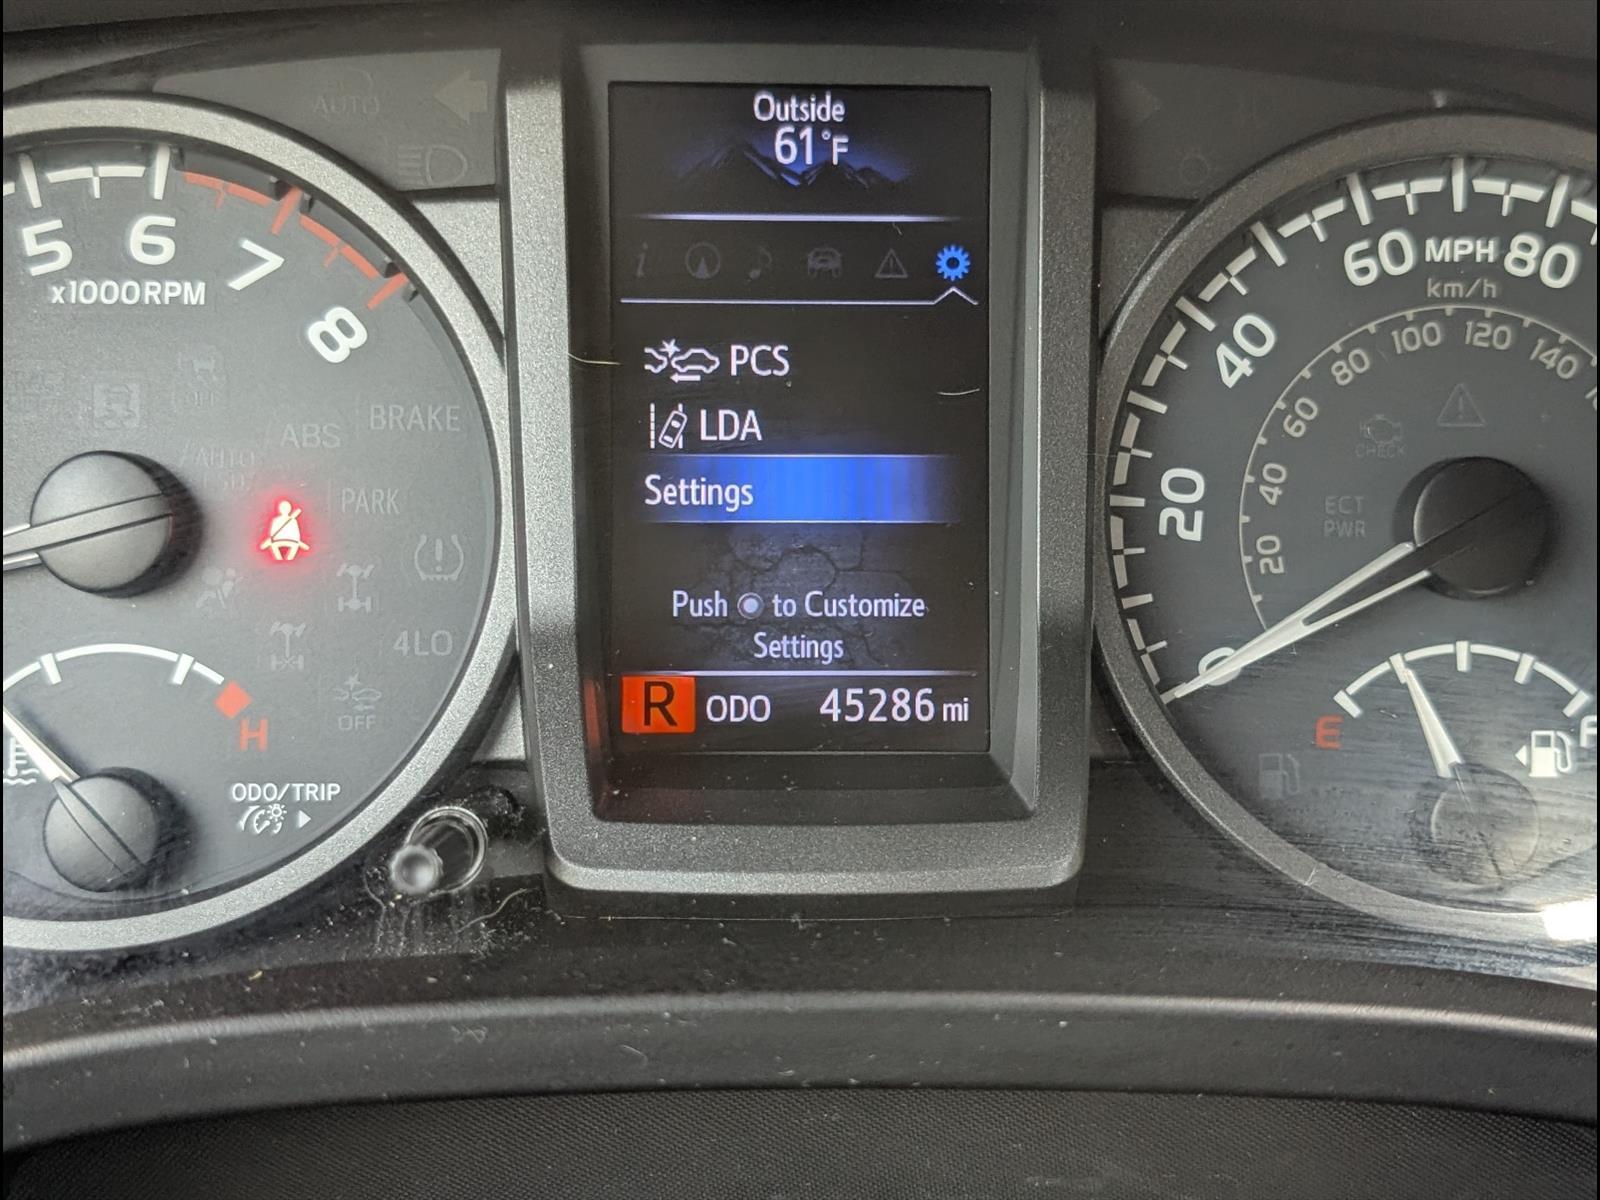 AUTO
Outside
61°F
5
6
7
8
x1000RPM
60 MPH 80
km/h
40
20
0
20
40
60
80
100
120
140
PCS
LDA
Settings
Push to Customize
Settings
R ODO 45286 mi
OFF
BRAKE
ABS
/AUTO
LSD/
PARK
4LO
OFF
H
ODO/TRIP
CHECK
ECT
PWR
E
F